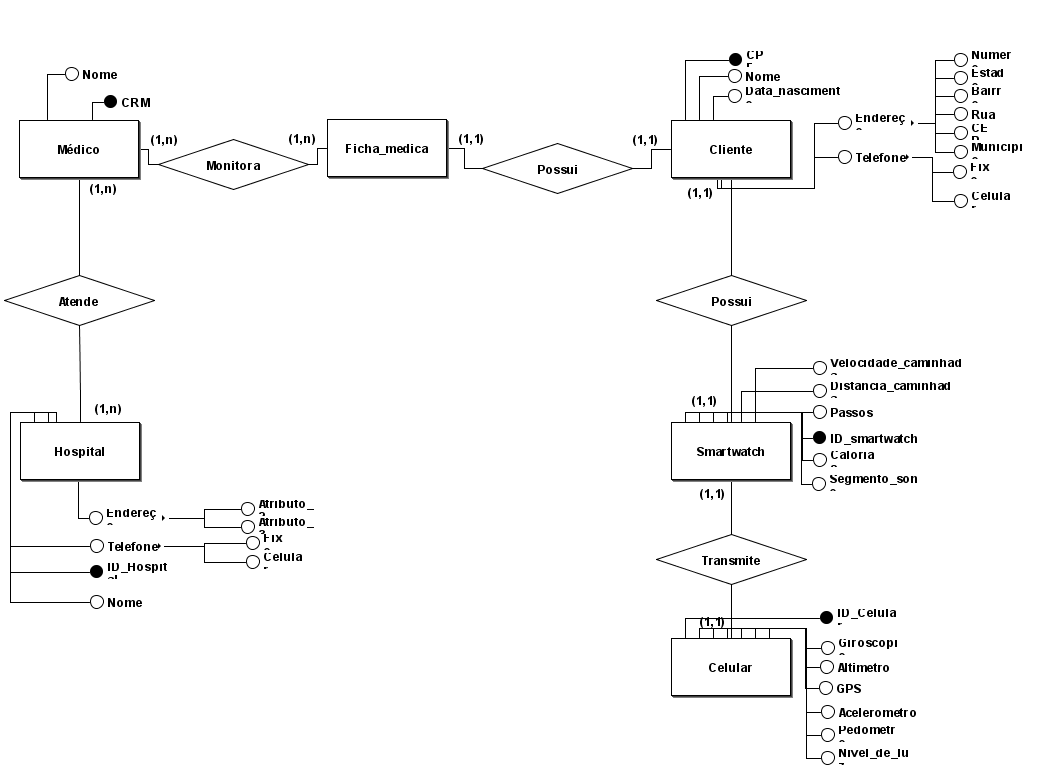 Nome
CRM
Médico
(1,n)
Monitora
(1,n)
Ficha_medica
(1,1)
Possui
(1,1)
Cliente
CP
Nome
Data_nasciment
Endereç
Telefone
Numer
Estad
Bairr
Rua
CE
Municipi
Fix
Celula
(1,n)
(1,1)
Atende
Possui
(1,n)
Hospital
Endereç
Atributo_
Atributo_
Telefone
Fix
Celula
ID_Hospit
Nome
Velocidade_caminhad
Distancia_caminhad
(1,1)
Passos
Smartwatch
ID_smartwatch
Caloria
Segmento_son
(1,1)
Transmite
(1,1)
ID_Celula
Celular
Giroscopi
Altimetro
GPS
Acelerometro
Pedometr
Nivel_de_lu